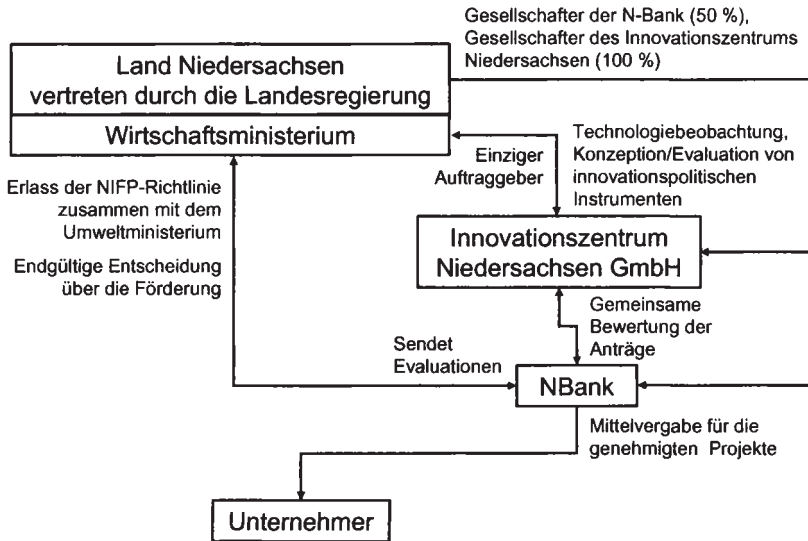 Gesellschafter der N-Bank (50 %),
Gesellschafter des Innovationszentrums
Niedersachsen (100 %)
Land Niedersachsen
vertreten durch die Landesregierung
Wirtschaftsministerium
Einziger
Auftraggeber
Technologiebeobachtung,
Konzeption/Evaluation von
innovationspolitischen
Instrumenten
Erlass der NIFP-Richtlinie
zusammen mit dem
Umweltministerium
Endgültige Entscheidung
über die Förderung
Innovationszentrum
Niedersachsen GmbH
Gemeinsame
Bewertung der
Anträge
Sendet
Evaluationen
NBank
Mittelvergabe für die
genehmigten Projekte
Unternehmer